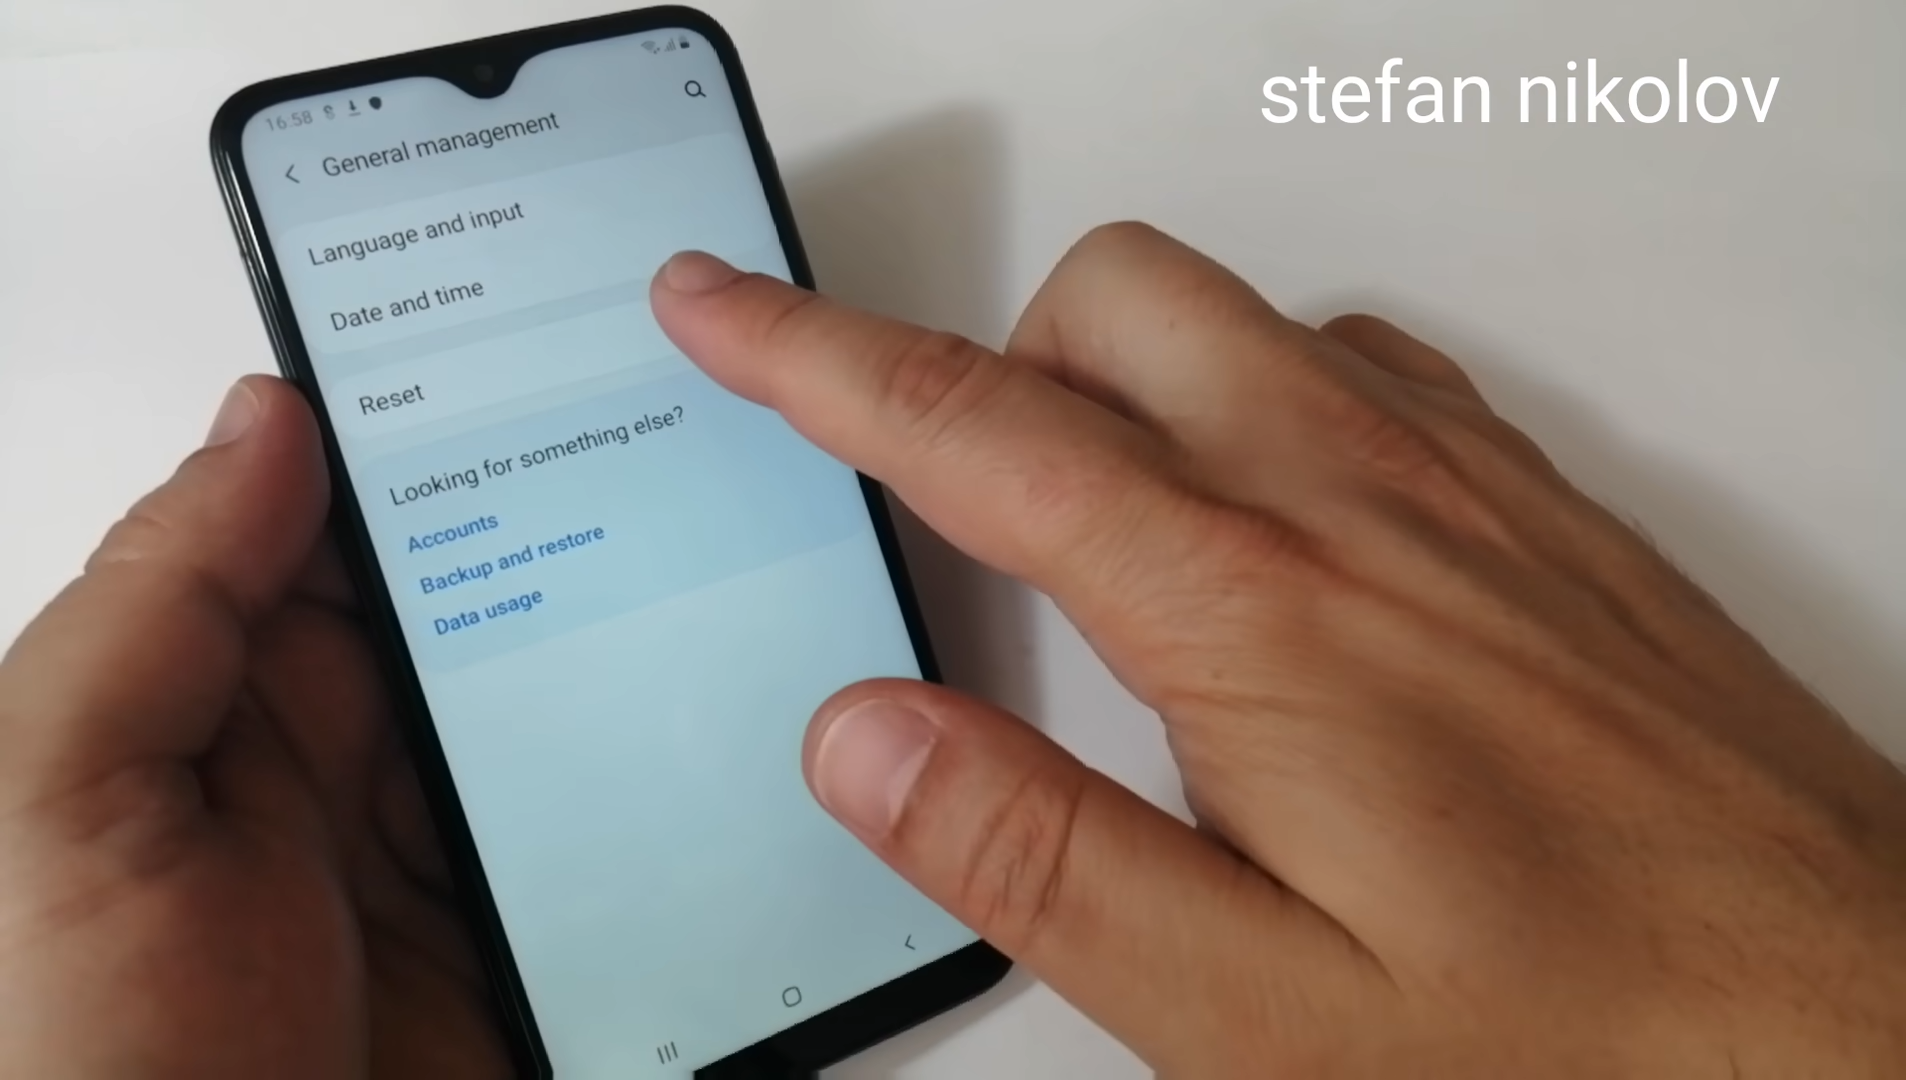 stefan nikolov
16:58
General management
Language and input
Date and time
Reset
Looking for something else?
Accounts
Backup and restore
Data usage